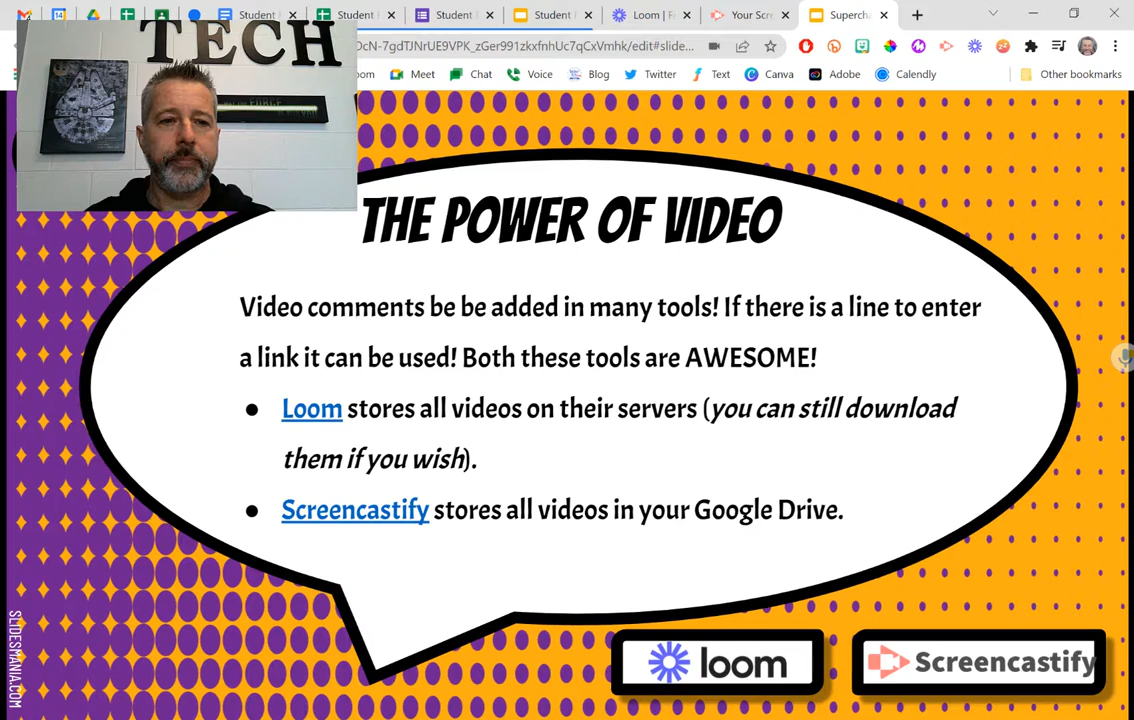 Student
Student
Student
Student
Loom | F
Your Scre
Supercha
OcN-7gdTJNrUE9VPK_zGer991zkxfnhUc7qCxVmhk/edit#slide...
oom
Meet
Chat
Voice
Blog
Twitter
Text
Canva
Adobe
Calendly
Other bookmarks
TECH
THE POWER OF VIDEO
Video comments be be added in many tools! If there is a line to enter
a link it can be used! Both these tools are AWESOME!
● Loom stores all videos on their servers (you can still download
them if you wish).
● Screencastify stores all videos in your Google Drive.
loom
Screencastify
SLIDESMANIA.COM